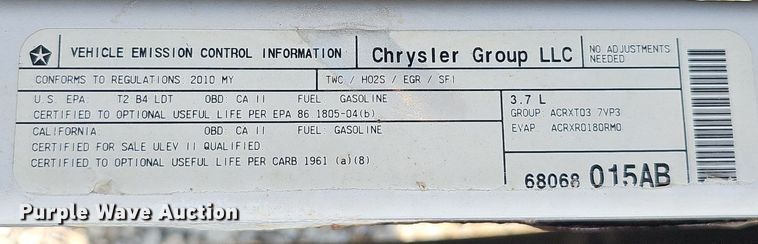 VEHICLE EMISSION CONTROL INFORMATION Chrysler Group LLC NO ADJUSTMENTS NEEDED
CONFORMS TO REGULATIONS 2010 MY TWC / HO2S / EGR / SFI
U.S. EPA: T2 B4 LDT OBD: CA II FUEL: GASOLINE
CERTIFIED TO OPTIONAL USEFUL LIFE PER EPA 86 1805-04(b)
CALIFORNIA: OBD: CA II FUEL: GASOLINE
CERTIFIED FOR SALE ULEV II QUALIFIED
CERTIFIED TO OPTIONAL USEFUL LIFE PER CARB 1961 (a)(8)
3.7 L
GROUP: ACRXT03 7VP3
EVAP: ACRXR0180RM0
68068 015AB
Purple Wave Auction